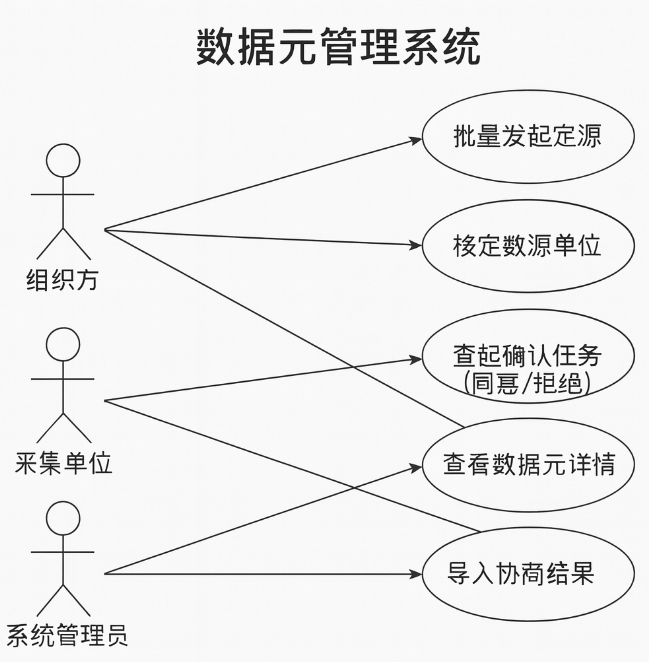 数据元管理系统
批量发起定源
组织方
核定数源单位
查起确认任务
(同意/拒绝)
采集单位
查看数据元详情
导入协商结果
系统管理员